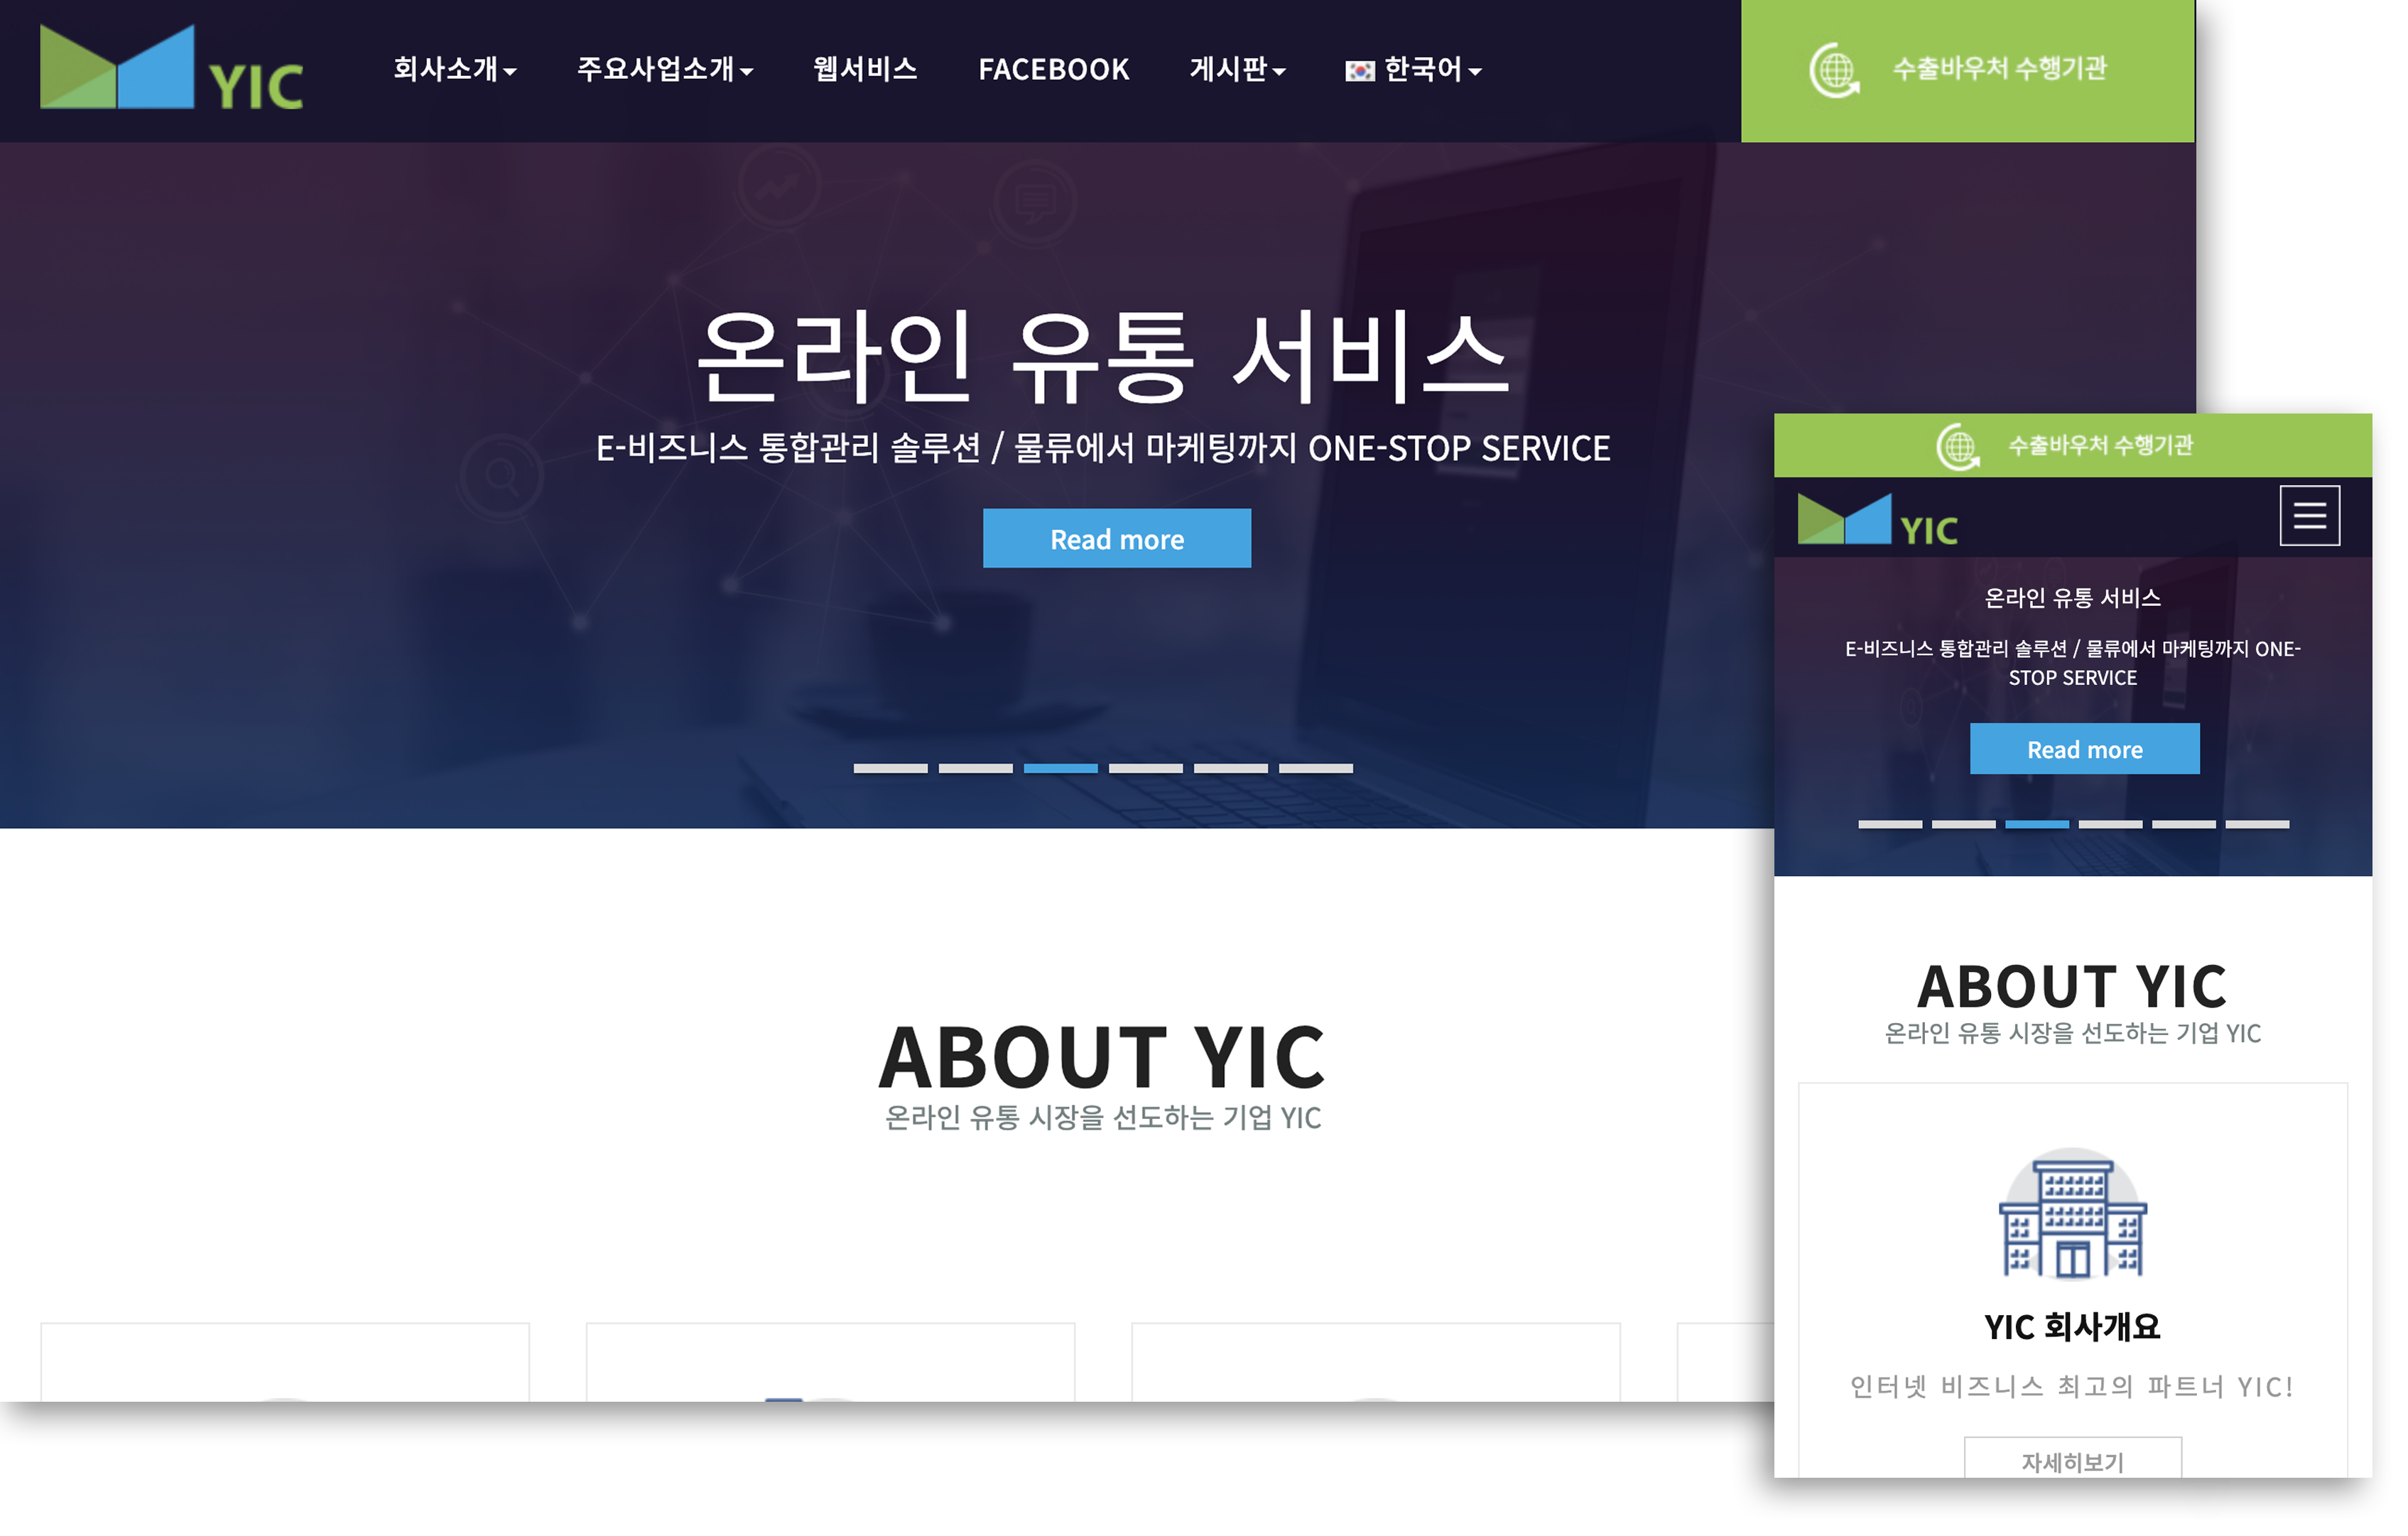 YIC
회사소개
주요사업소개
웹서비스
FACEBOOK
게시판
한국어
수출바우처 수행기관
온라인 유통 서비스
E-비즈니스 통합관리 솔루션 / 물류에서 마케팅까지 ONE-STOP SERVICE
Read more
ABOUT YIC
온라인 유통 시장을 선도하는 기업 YIC
수출바우처 수행기관
YIC
온라인 유통 서비스
E-비즈니스 통합관리 솔루션 / 물류에서 마케팅까지 ONE-
STOP SERVICE
Read more
ABOUT YIC
온라인 유통 시장을 선도하는 기업 YIC
YIC 회사개요
인터넷 비즈니스 최고의 파트너 YIC!
자세히보기